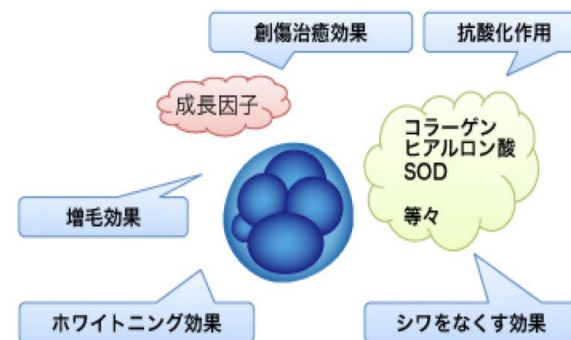 創傷治癒効果
抗酸化作用
成長因子
コラーゲン
ヒアルロン酸
SOD
等々
増毛効果
ホワイトニング効果
シワをなくす効果